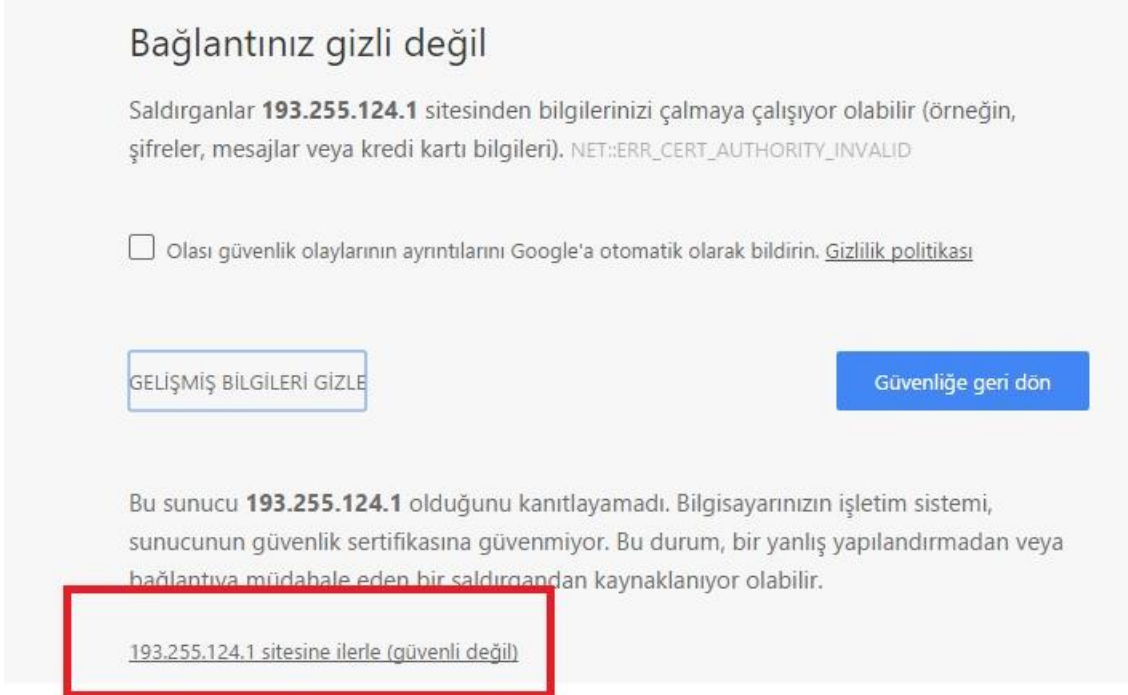 Bağlantınız gizli değil
Saldırganlar 193.255.124.1 sitesinden bilgilerinizi çalmaya çalışıyor olabilir (örneğin,
şifreler, mesajlar veya kredi kartı bilgileri). NET::ERR_CERT_AUTHORITY_INVALID
Olası güvenlik olaylarının ayrıntılarını Google'a otomatik olarak bildirin. Gizlilik politikası
GELİŞMİŞ BİLGİLERİ GİZLE
Güvenliğe geri dön
Bu sunucu 193.255.124.1 olduğunu kanıtlayamadı. Bilgisayarınızın işletim sistemi,
sunucunun güvenlik sertifikasına güvenmiyor. Bu durum, bir yanlış yapılandırmadan veya
bağlantıya müdahale eden bir saldırgandan kaynaklanıyor olabilir.
193.255.124.1 sitesine ilerle (güvenli değil)